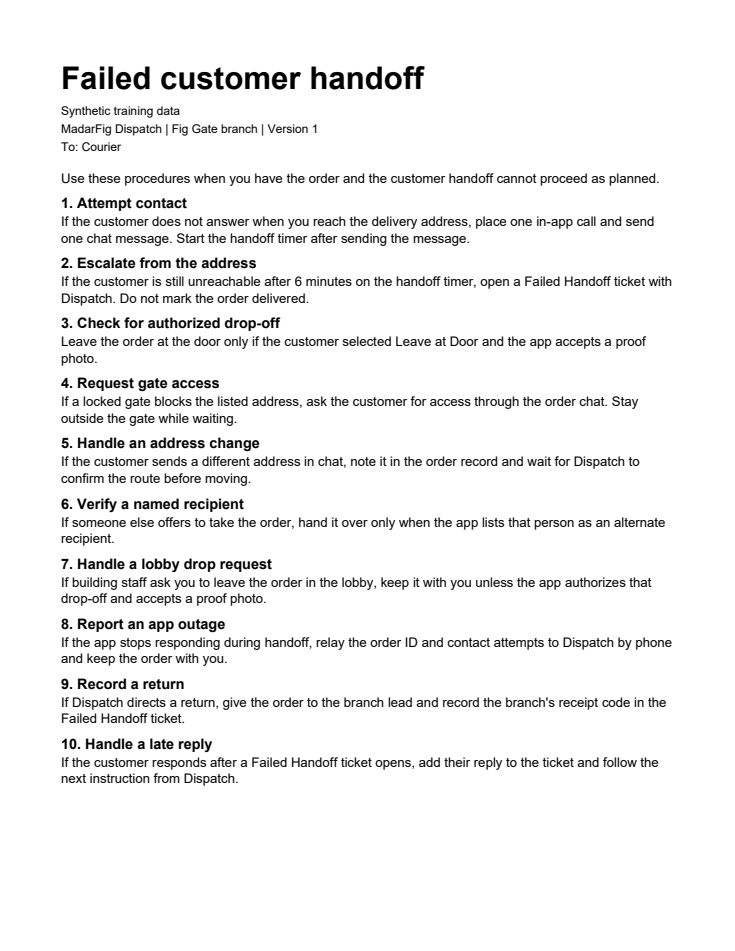 Failed customer handoff
Synthetic training data
MadarFig Dispatch | Fig Gate branch | Version 1
To: Courier
Use these procedures when you have the order and the customer handoff cannot proceed as planned.
1. Attempt contact
If the customer does not answer when you reach the delivery address, place one in-app call and send
one chat message. Start the handoff timer after sending the message.
2. Escalate from the address
If the customer is still unreachable after 6 minutes on the handoff timer, open a Failed Handoff ticket with
Dispatch. Do not mark the order delivered.
3. Check for authorized drop-off
Leave the order at the door only if the customer selected Leave at Door and the app accepts a proof
photo.
4. Request gate access
If a locked gate blocks the listed address, ask the customer for access through the order chat. Stay
outside the gate while waiting.
5. Handle an address change
If the customer sends a different address in chat, note it in the order record and wait for Dispatch to
confirm the route before moving.
6. Verify a named recipient
If someone else offers to take the order, hand it over only when the app lists that person as an alternate
recipient.
7. Handle a lobby drop request
If building staff ask you to leave the order in the lobby, keep it with you unless the app authorizes that
drop-off and accepts a proof photo.
8. Report an app outage
If the app stops responding during handoff, relay the order ID and contact attempts to Dispatch by phone
and keep the order with you.
9. Record a return
If Dispatch directs a return, give the order to the branch lead and record the branch's receipt code in the
Failed Handoff ticket.
10. Handle a late reply
If the customer responds after a Failed Handoff ticket opens, add their reply to the ticket and follow the
next instruction from Dispatch.